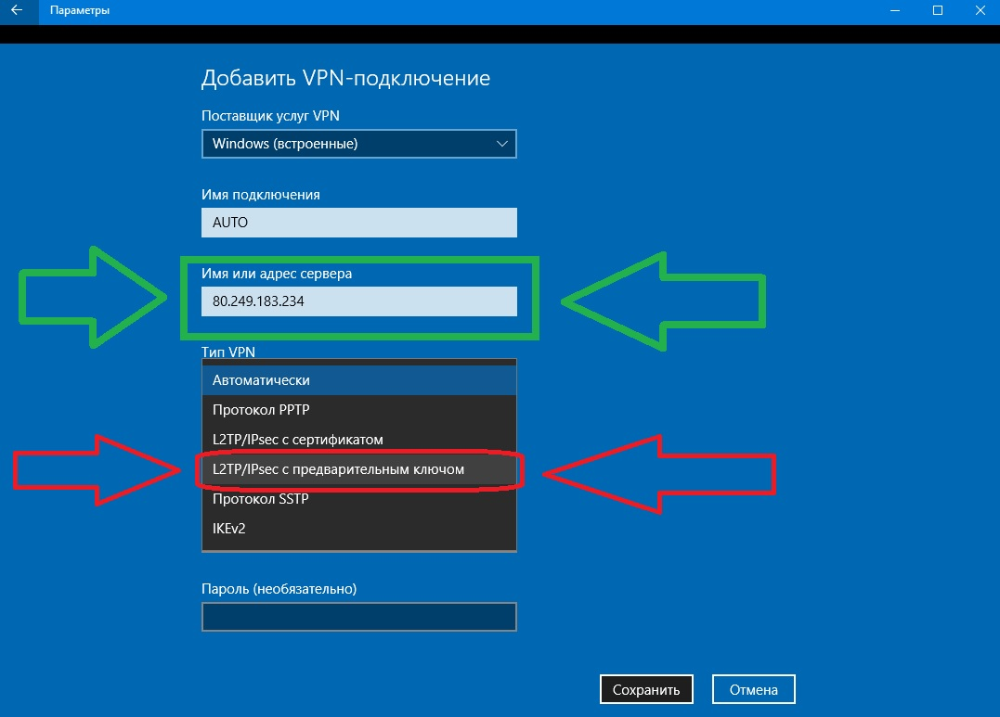 Параметры
Добавить VPN-подключение
Поставщик услуг VPN
Windows (встроенные)
Имя подключения
AUTO
Имя или адрес сервера
80.249.183.234
Тип VPN
Автоматически
Протокол PPTP
L2TP/IPsec с сертификатом
L2TP/IPsec с предварительным ключом
Протокол SSTP
IKEv2
Пароль (необязательно)
Сохранить
Отмена